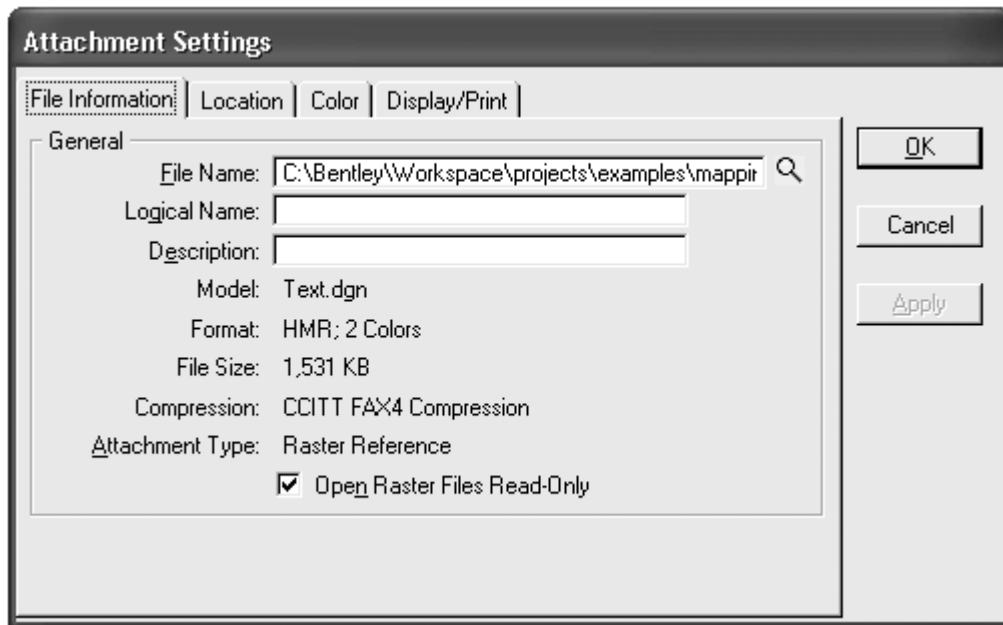 Attachment Settings
File Information Location Color Display/Print
General
File Name: C:\Bentley\Workspace\projects\examples\mappin
Logical Name:
Description:
Model: Text.dgn
Format: HMR; 2 Colors
File Size: 1,531 KB
Compression: CCITT FAX4 Compression
Attachment Type: Raster Reference
Open Raster Files Read-Only
OK
Cancel
Apply